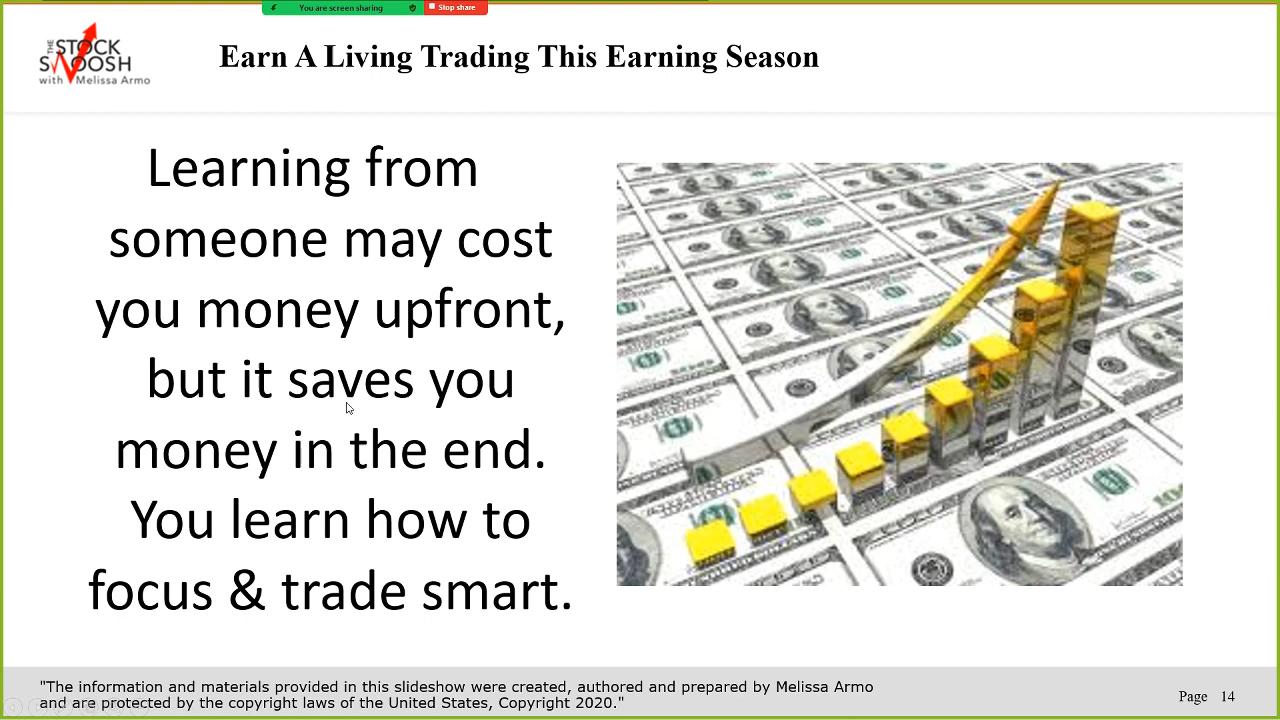 You are screen sharing
Stop share
THE
STOCK
SWOOSH
with Melissa Armo
Earn A Living Trading This Earning Season
Learning from
someone may cost
you money upfront,
but it saves you
money in the end.
You learn how to
focus & trade smart.
"The information and materials provided in this slideshow were created, authored and prepared by Melissa Armo
and are protected by the copyright laws of the United States, Copyright 2020."
Page 14